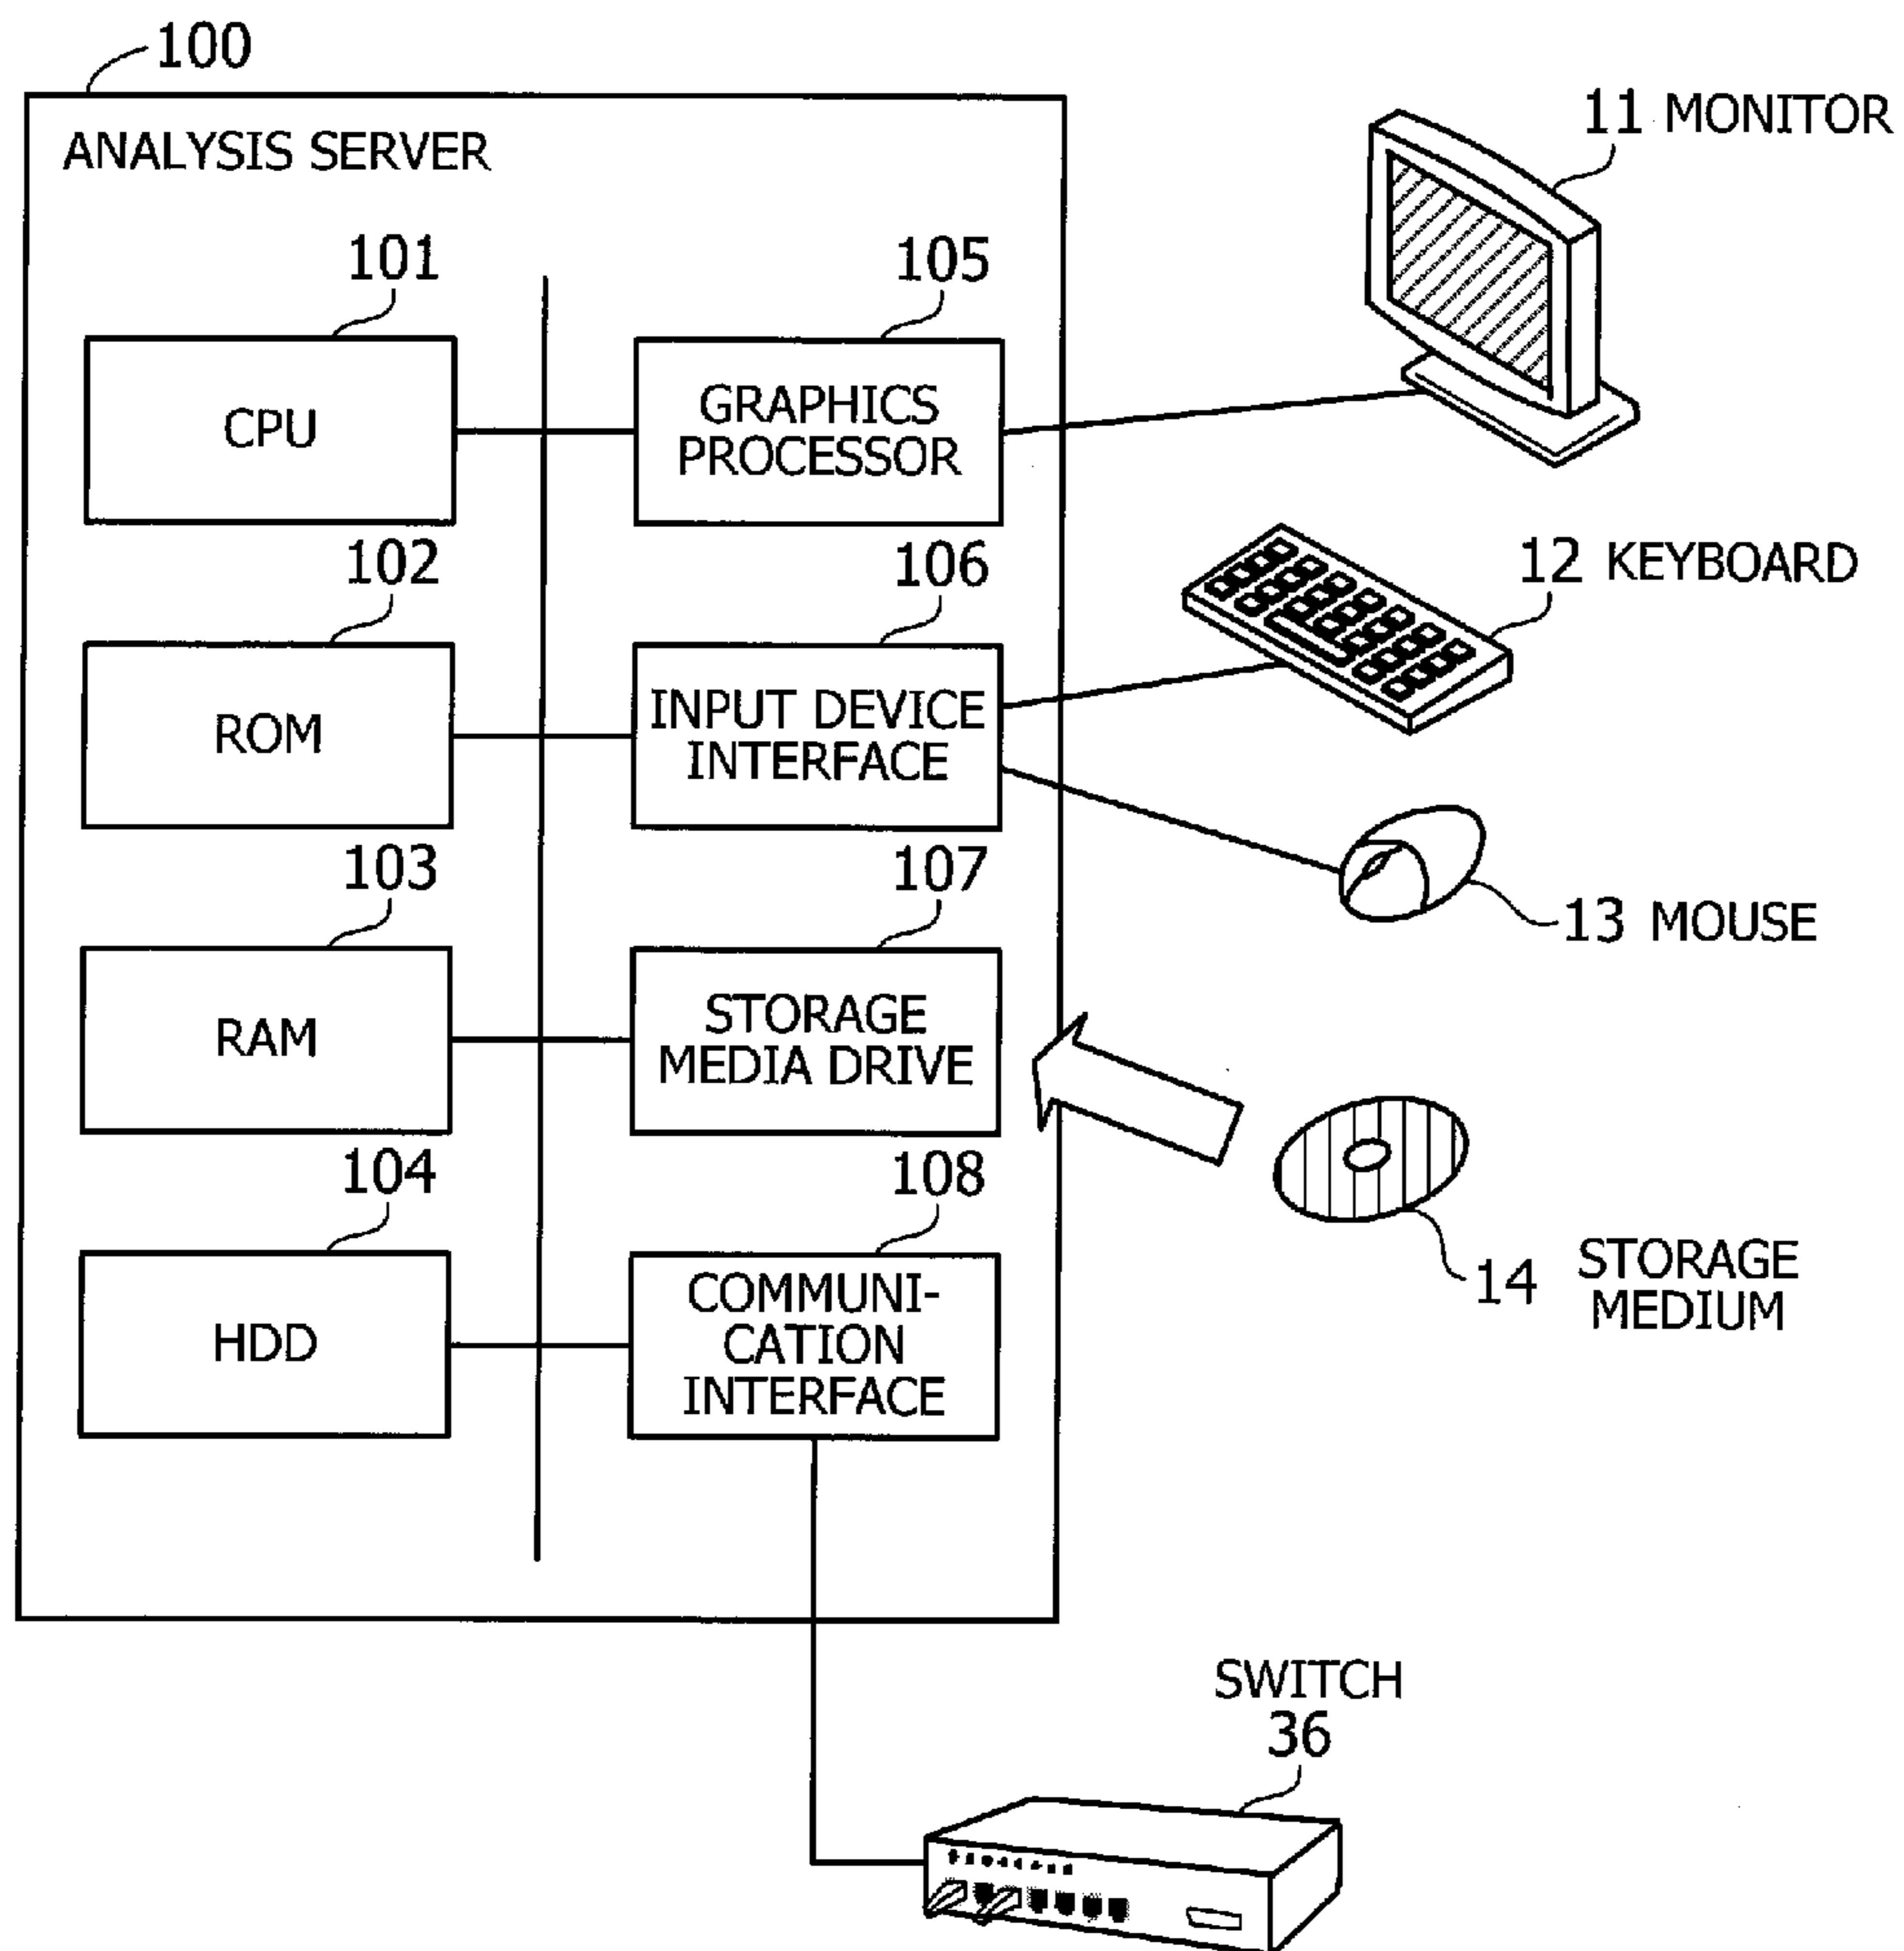 100
ANALYSIS SERVER
11 MONITOR
101
105
CPU
GRAPHICS
PROCESSOR
102
106
12 KEYBOARD
ROM
INPUT DEVICE
INTERFACE
103
107
13 MOUSE
RAM
STORAGE
MEDIA DRIVE
104
108
14 STORAGE
MEDIUM
HDD
COMMUNI-
CATION
INTERFACE
SWITCH
36